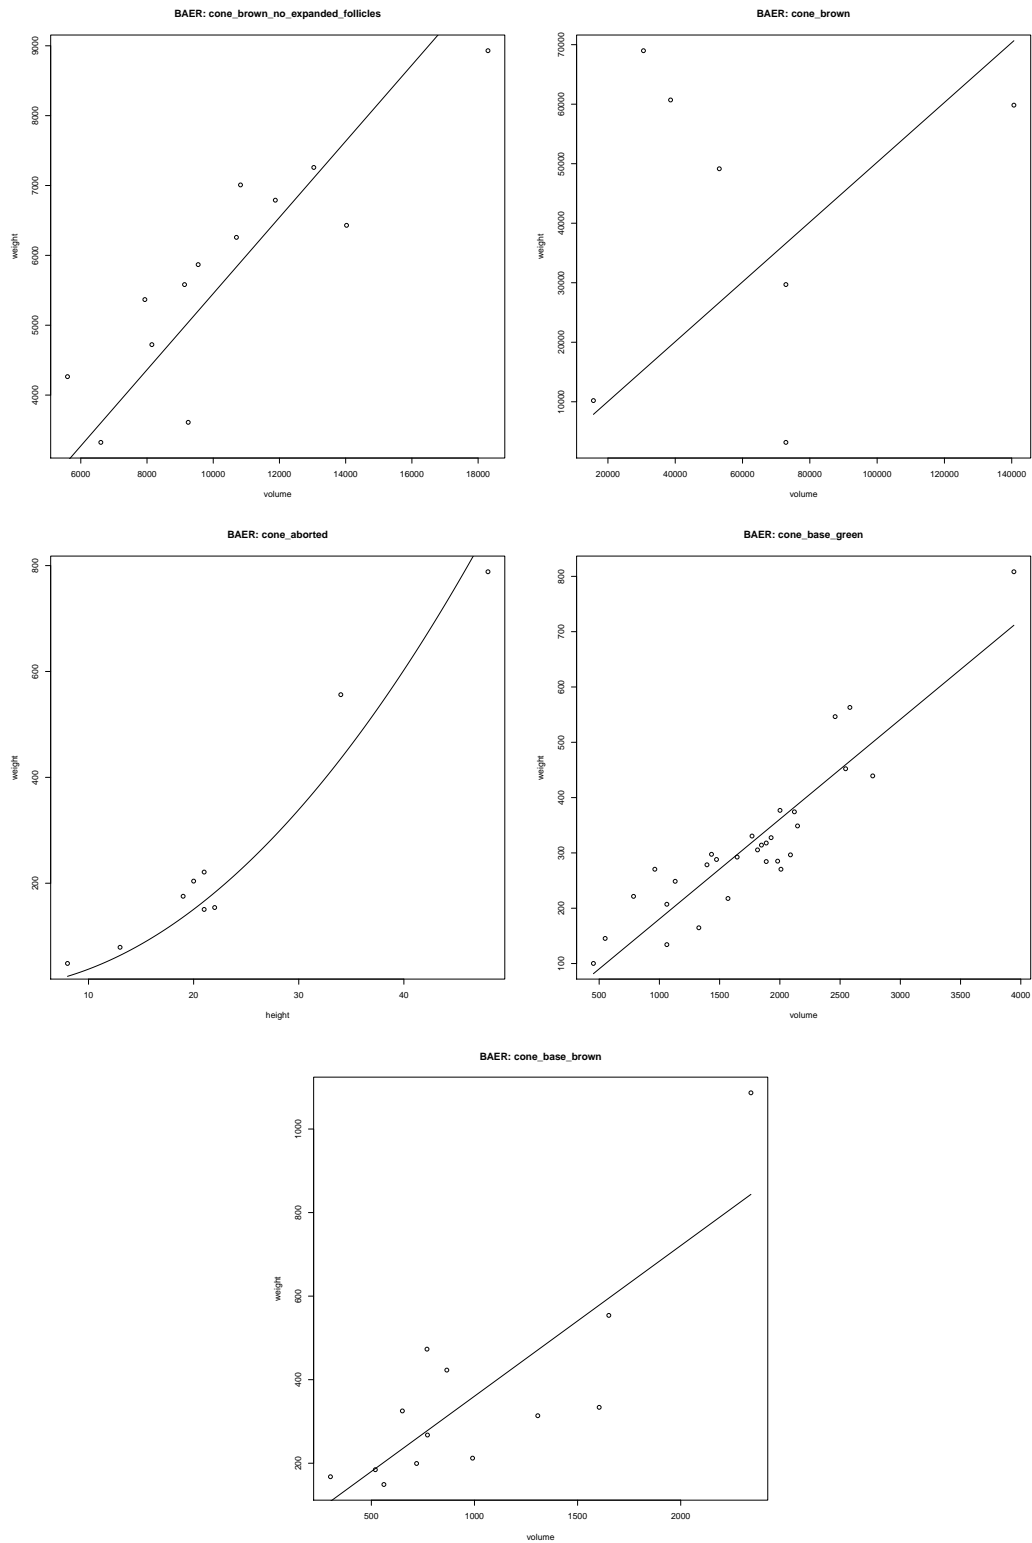 BAER: cone_brown_no_expanded_follicles
weight
9000
8000
7000
6000
5000
4000
6000 8000 10000 12000 14000 16000 18000
volume
BAER: cone_brown
weight
70000
60000
50000
40000
30000
20000
10000
20000 40000 60000 80000 100000 120000 140000
volume
BAER: cone_aborted
weight
800
600
400
200
10 20 30 40
height
BAER: cone_base_green
weight
800
700
600
500
400
300
200
100
500 1000 1500 2000 2500 3000 3500 4000
volume
BAER: cone_base_brown
weight
1000
800
600
400
200
500 1000 1500 2000
volume